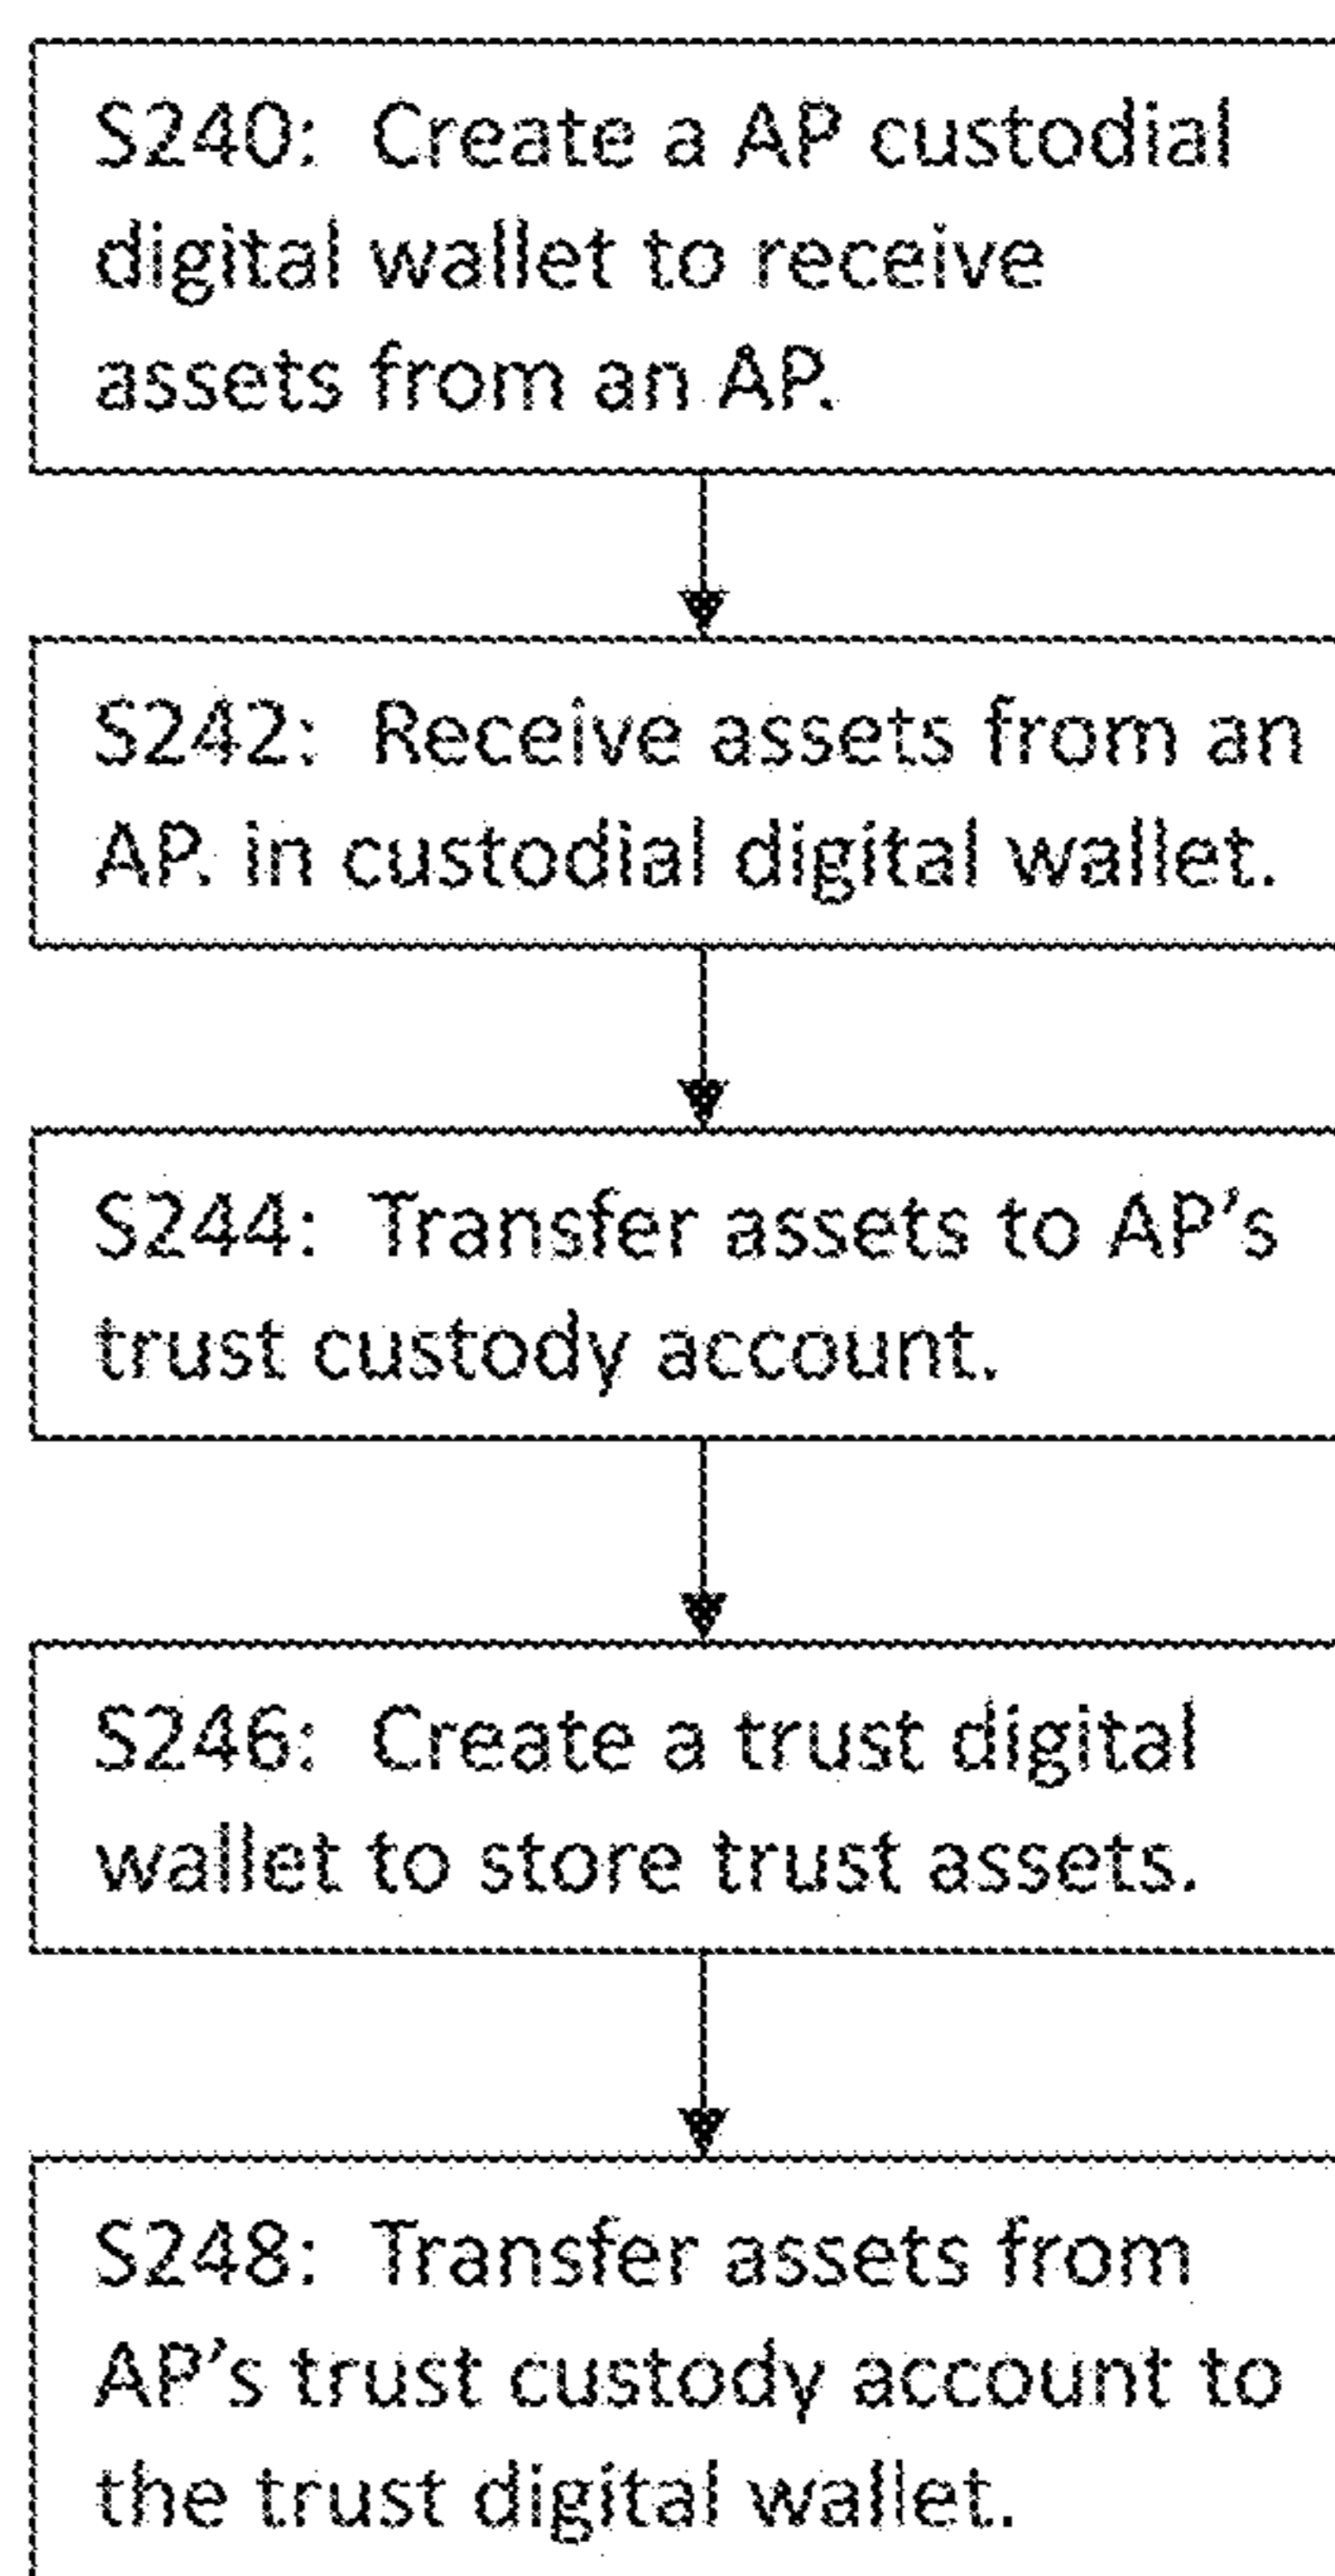 S240: Create a AP custodial
digital wallet to receive
assets from an AP.
S242: Receive assets from an
AP. in custodial digital wallet.
S244: Transfer assets to AP's
trust custody account.
S246: Create a trust digital
wallet to store trust assets.
S248: Transfer assets from
AP's trust custody account to
the trust digital wallet.